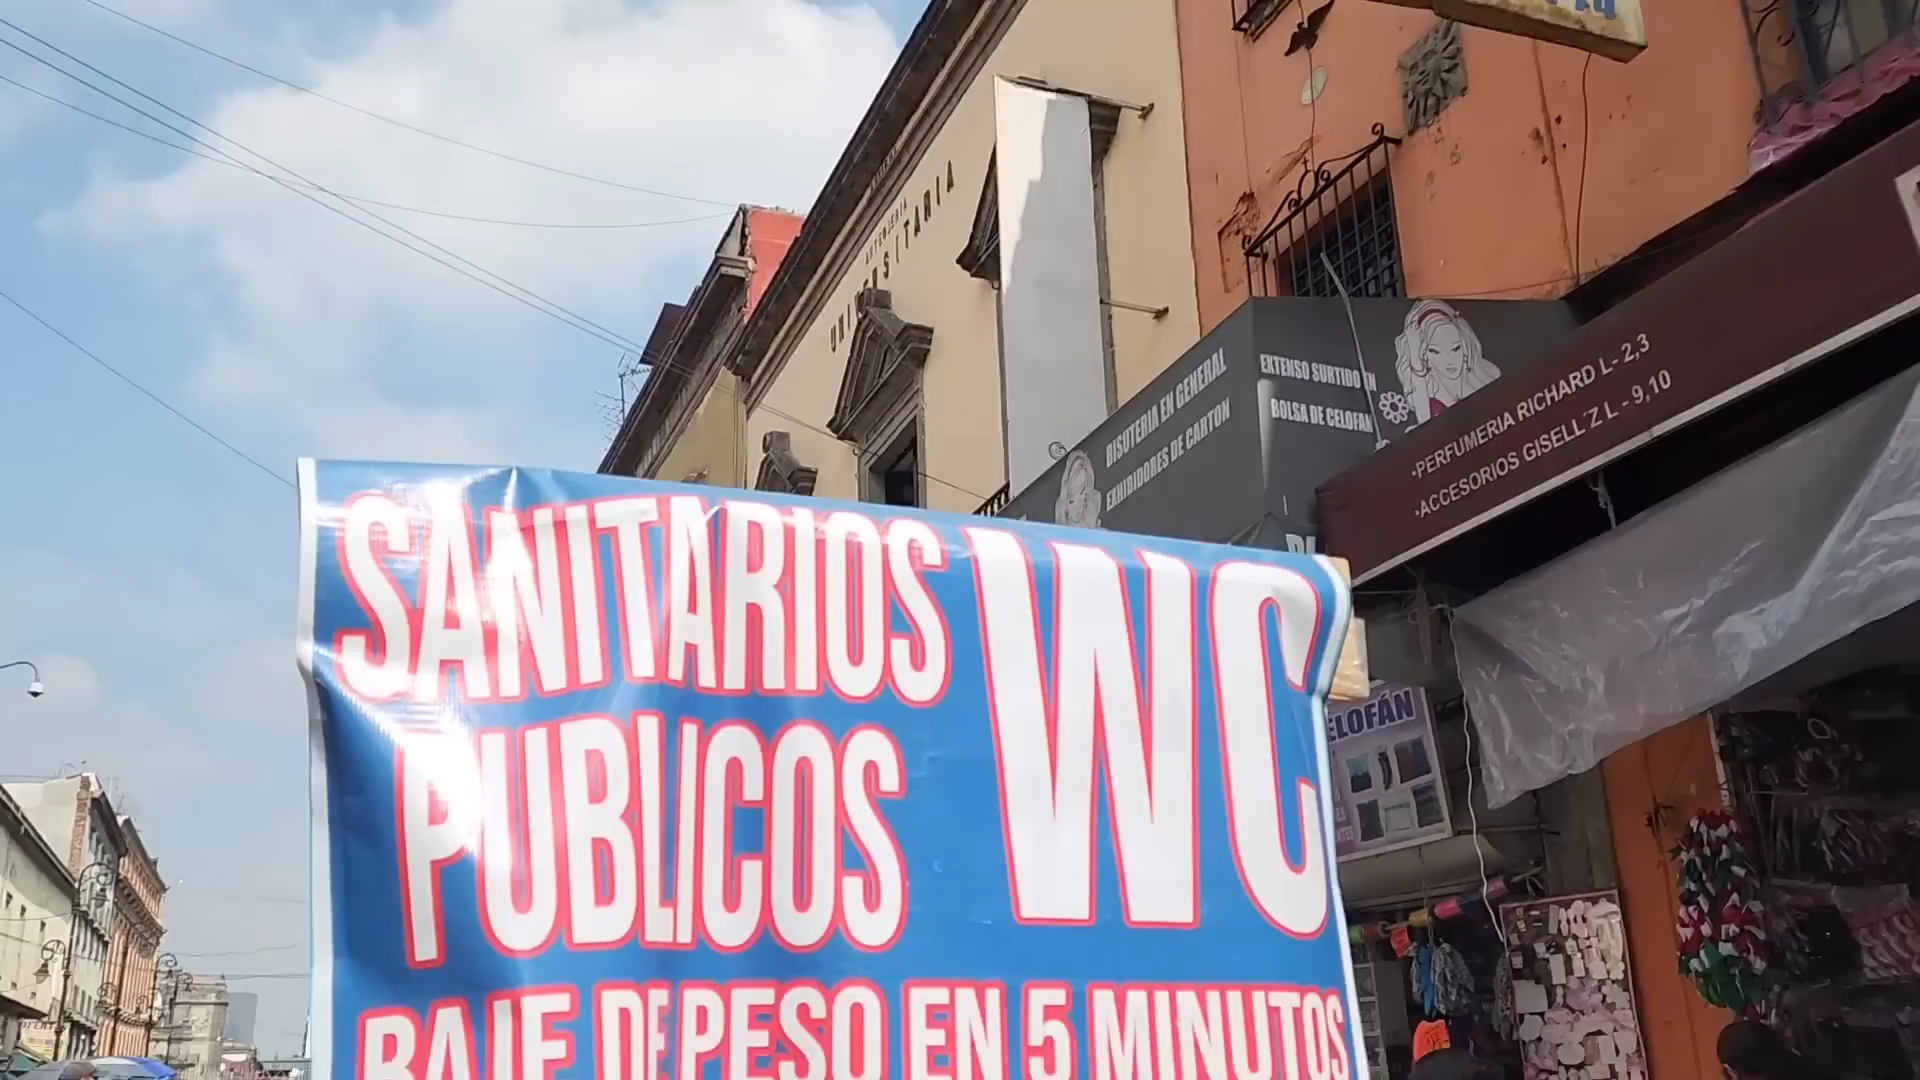 UNIVERSITARIA
BISUTERIA EN GENERAL
EXHIBIDORES DE CARTON
EXTENSO SURTIDO EN
BOLSA DE CELOFAN
·PERFUMERIA RICHARD L - 2,3
·ACCESORIOS GISELL´Z L - 9,10
SANITARIOS
PUBLICOS
WC
BAJE DE PESO EN 5 MINUTOS
ELOFÁN